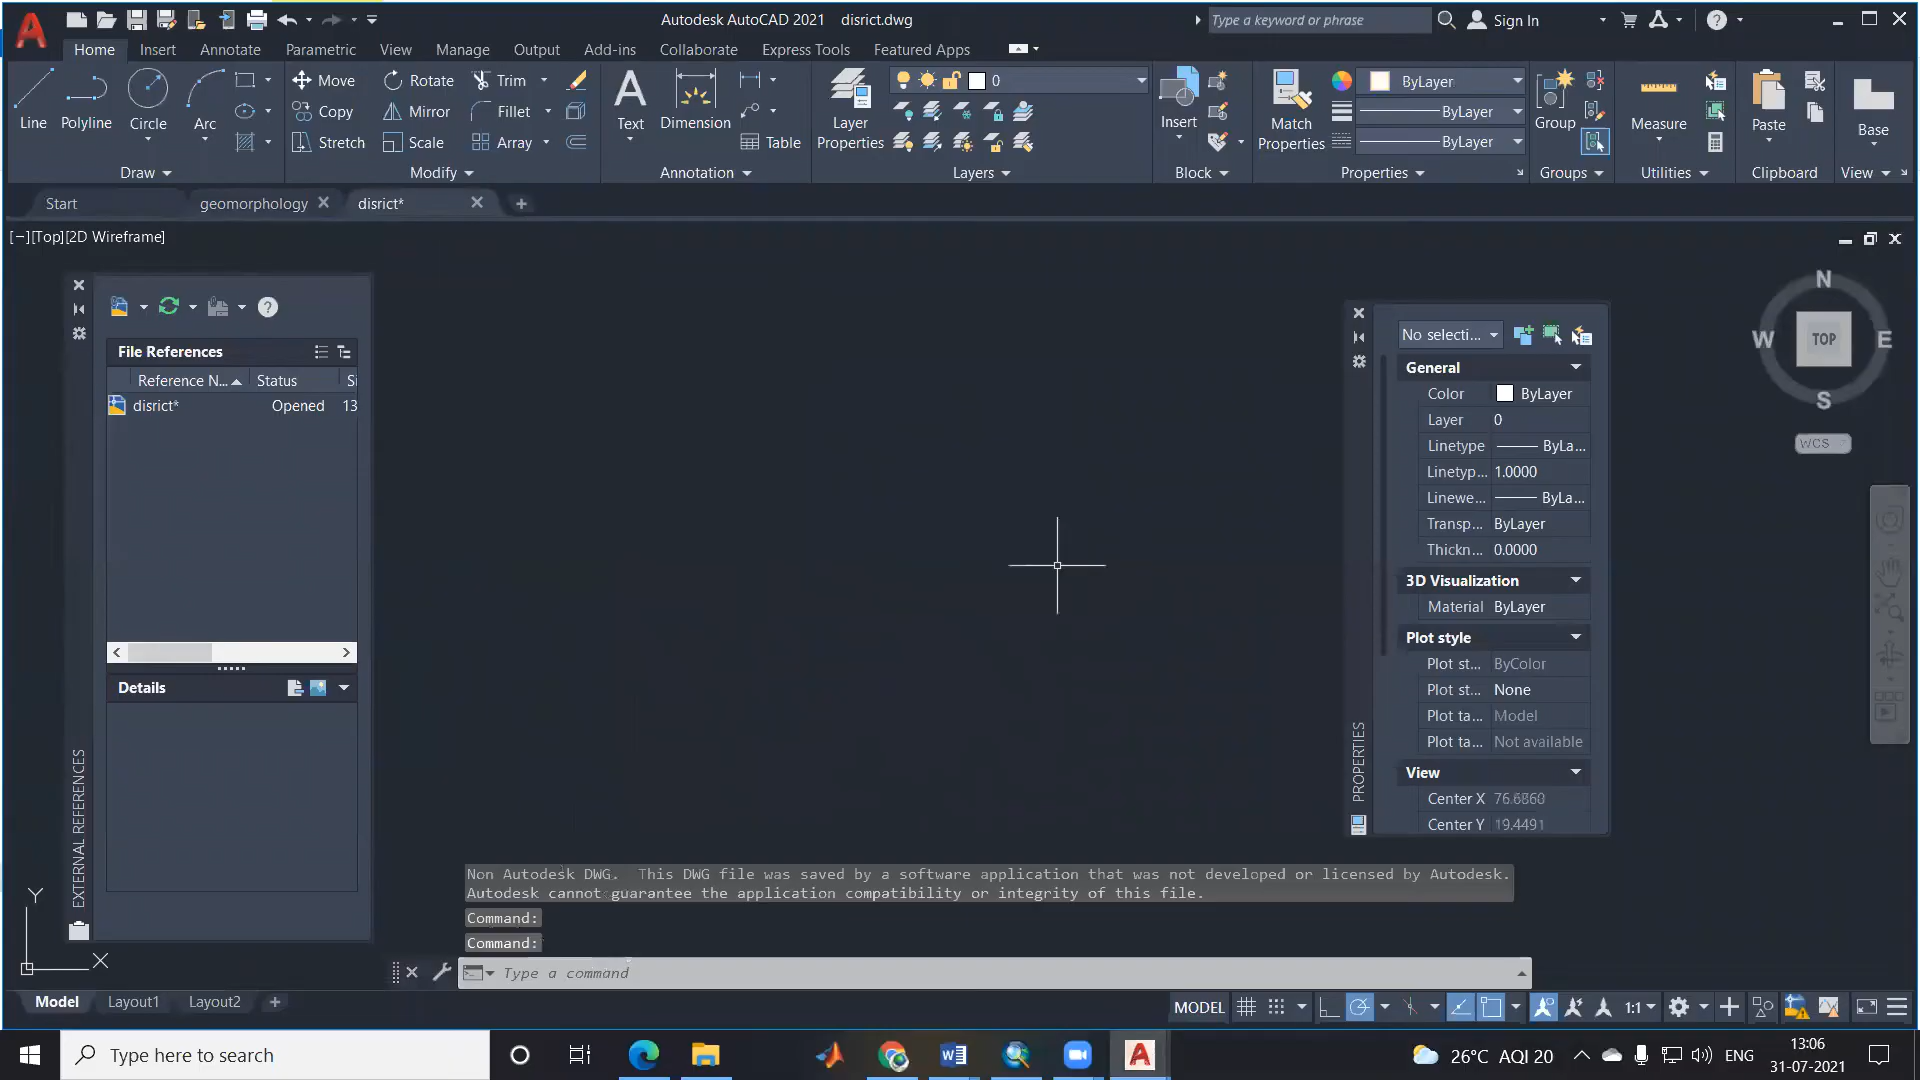 Autodesk AutoCAD 2021 disrict.dwg
Type a keyword or phrase
Sign In
Home Insert Annotate Parametric View Manage Output Add-ins Collaborate Express Tools Featured Apps
Line
Polyline
Circle
Arc
Draw
Move Rotate Trim
Copy Mirror Fillet
Stretch Scale Array
Modify
Text
Dimension
Table
Annotation
Layer
Properties
0
Layers
Insert
Block
Match
Properties
ByLayer
ByLayer
ByLayer
Properties
Group
Groups
Measure
Utilities
Paste
Clipboard
Base
View
Start geomorphology disrict*
[−][Top][2D Wireframe]
File References
Reference N... Status Si
disrict* Opened 13
Details
EXTERNAL REFERENCES
No selecti...
General
Color ByLayer
Layer 0
Linetype ByLa...
Linetyp... 1.0000
Linewe... ByLa...
Transp... ByLayer
Thickn... 0.0000
3D Visualization
Material ByLayer
Plot style
Plot st... ByColor
Plot st... None
Plot ta... Model
Plot ta... Not available
View
Center X 76.6860
Center Y 19.4491
PROPERTIES
N
W TOP E
S
WCS
Non Autodesk DWG. This DWG file was saved by a software application that was not developed or licensed by Autodesk.
Autodesk cannot guarantee the application compatibility or integrity of this file.
Command:
Command:
Type a command
Y
X
Model Layout1 Layout2
MODEL 1:1
Type here to search
26°C AQI 20
ENG
13:06
31-07-2021